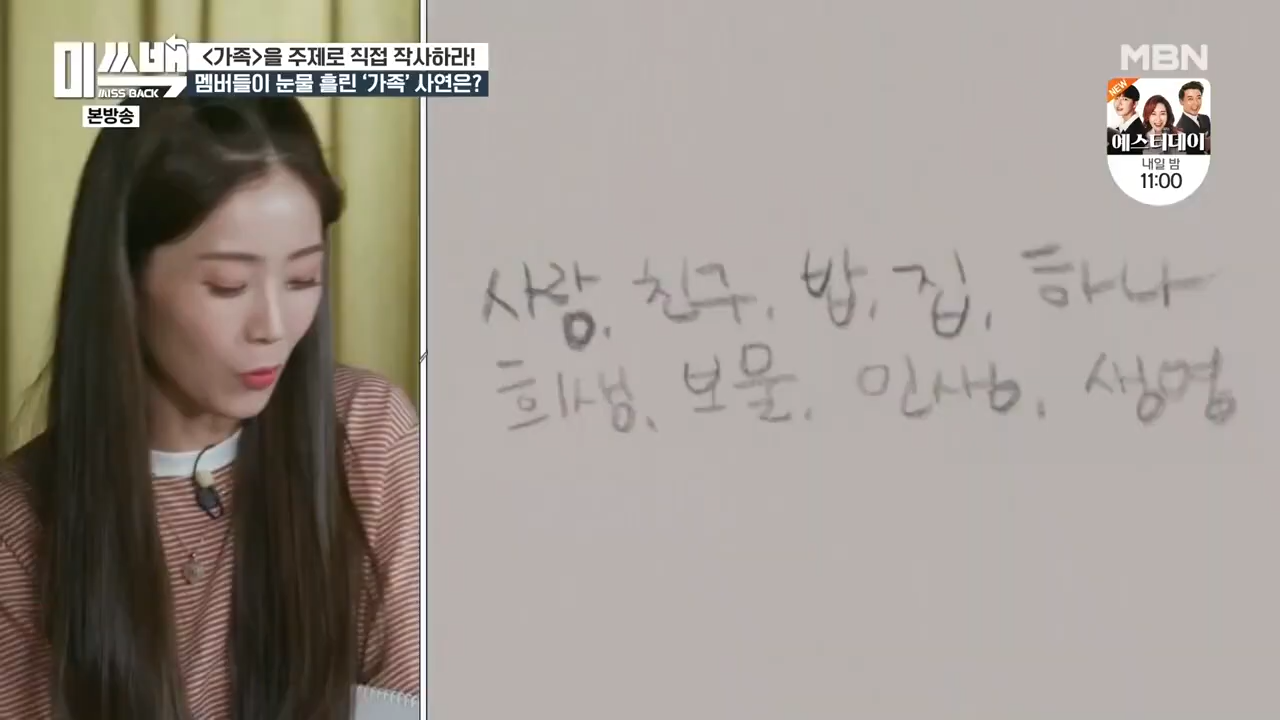 미쓰백
MISS BACK
<가족>을 주제로 직접 작사하라!
멤버들이 눈물 흘린 '가족' 사연은?
본방송
MBN
NEW
에스터데이
내일 밤
11:00
사랑, 친구, 밥, 집, 하나
희생, 보물, 인생, 생명